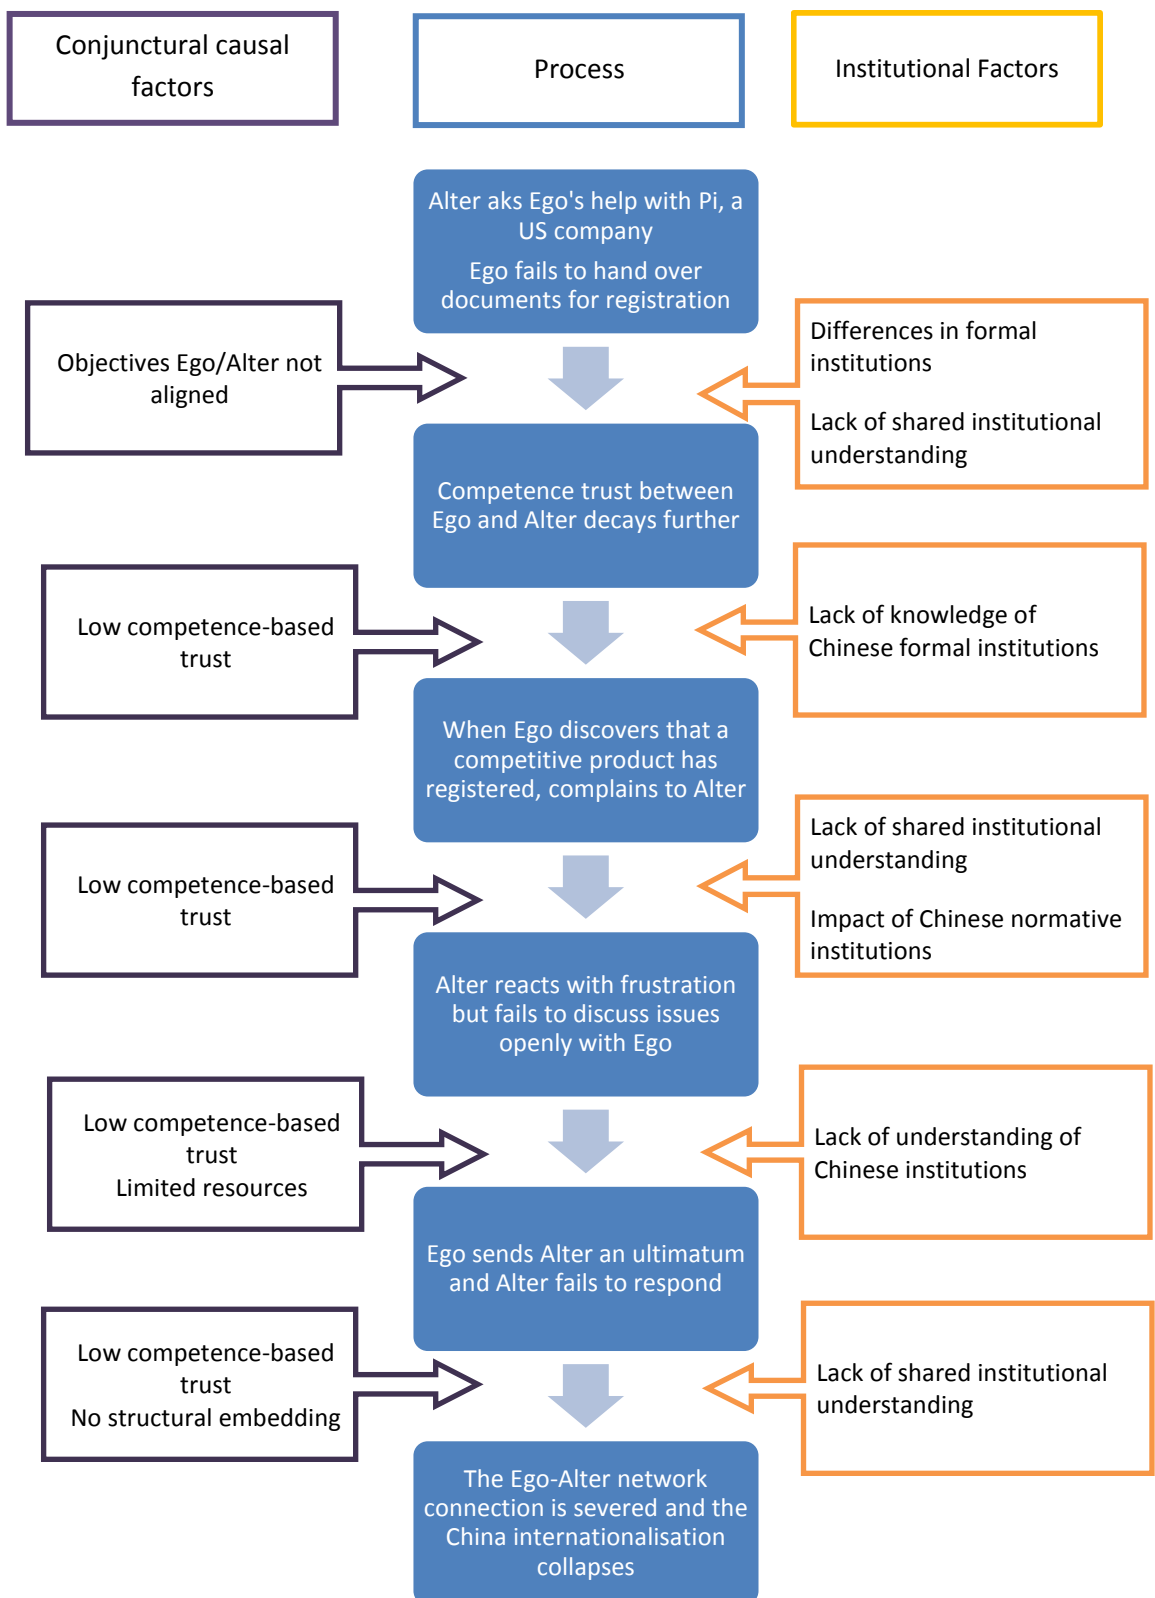 Conjunctural causal
factors
Process
Institutional Factors
Alter aks Ego's help with Pi, a
US company
Ego fails to hand over
documents for registration
Objectives Ego/Alter not
aligned
Differences in formal
institutions
Lack of shared institutional
understanding
Competence trust between
Ego and Alter decays further
Low competence-based
trust
Lack of knowledge of
Chinese formal institutions
When Ego discovers that a
competitive product has
registered, complains to Alter
Low competence-based
trust
Lack of shared institutional
understanding
Impact of Chinese normative
institutions
Alter reacts with frustration
but fails to discuss issues
openly with Ego
Low competence-based
trust
Limited resources
Lack of understanding of
Chinese institutions
Ego sends Alter an ultimatum
and Alter fails to respond
Low competence-based
trust
No structural embedding
Lack of shared institutional
understanding
The Ego-Alter network
connection is severed and the
China internationalisation
collapses